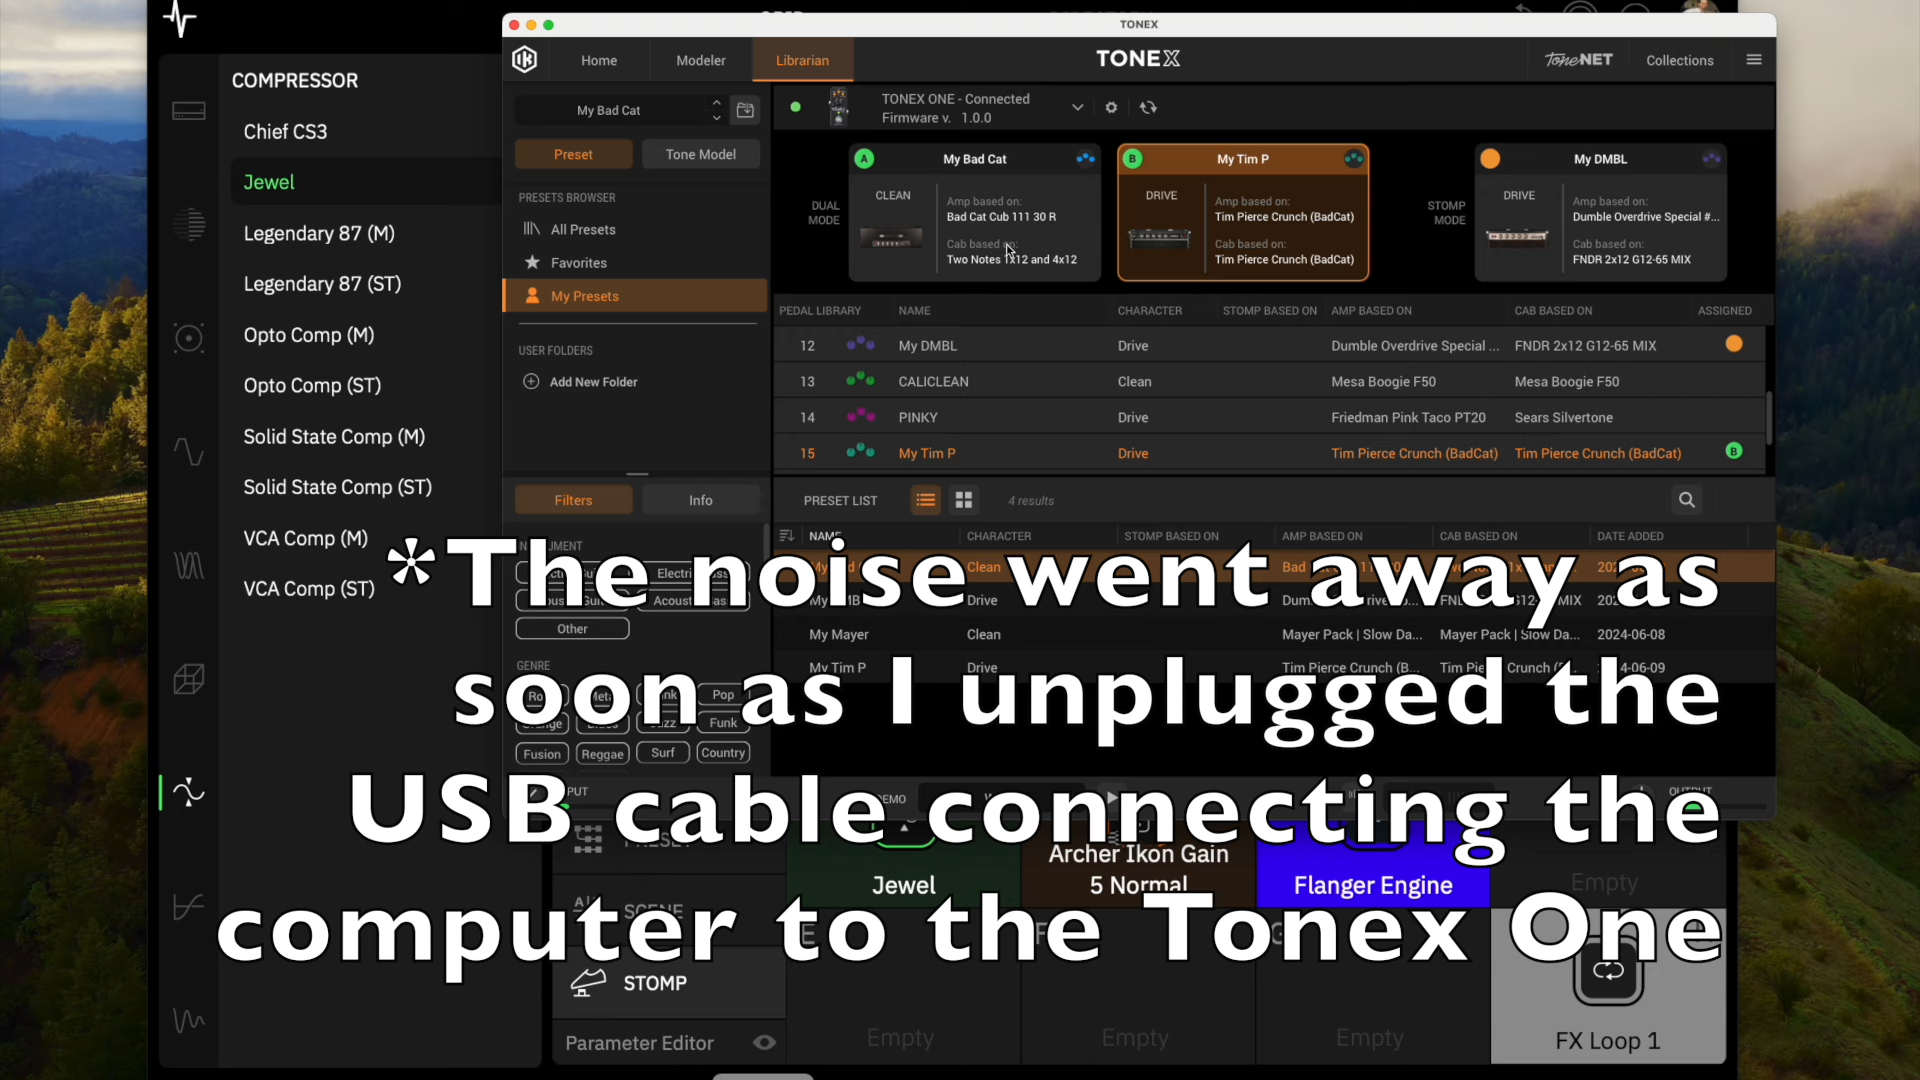 COMPRESSOR
Chief CS3
Jewel
Legendary 87 (M)
Legendary 87 (ST)
Opto Comp (M)
Opto Comp (ST)
Solid State Comp (M)
Solid State Comp (ST)
VCA Comp (M)
VCA Comp (ST)
TONEX
Home
Modeler
Librarian
TONEX
ToneNET
Collections
My Bad Cat
Preset
Tone Model
PRESETS BROWSER
All Presets
Favorites
My Presets
USER FOLDERS
Add New Folder
TONEX ONE - Connected
Firmware v. 1.0.0
DUAL
MODE
A
My Bad Cat
CLEAN
Amp based on:
Bad Cat Cub 111 30 R
Cab based on:
Two Notes 1x12 and 4x12
B
My Tim P
DRIVE
Amp based on:
Tim Pierce Crunch (BadCat)
Cab based on:
Tim Pierce Crunch (BadCat)
STOMP
MODE
My DMBL
DRIVE
Amp based on:
Dumble Overdrive Special #...
Cab based on:
FNDR 2x12 G12-65 MIX
PEDAL LIBRARY NAME CHARACTER STOMP BASED ON AMP BASED ON CAB BASED ON ASSIGNED
12 My DMBL Drive Dumble Overdrive Special ... FNDR 2x12 G12-65 MIX
13 CALICLEAN Clean Mesa Boogie F50 Mesa Boogie F50
14 PINKY Drive Friedman Pink Taco PT20 Sears Silvertone
15 My Tim P Drive Tim Pierce Crunch (BadCat) Tim Pierce Crunch (BadCat) B
Filters
Info
PRESET LIST
4 results
NAME CHARACTER STOMP BASED ON AMP BASED ON CAB BASED ON DATE ADDED
Clean
Drive
My Mayer Clean Mayer Pack | Slow Da... Mayer Pack | Slow Da... 2024-06-08
My Tim P Drive Tim Pierce Crunch (B...
Other
GENRE
Pop
Funk
Fusion
Reggae
Surf
Country
OUTPUT
*The noise went away as
soon as I unplugged the
USB cable connecting the
computer to the Tonex One
PRESET
SCENE
STOMP
Parameter Editor
Jewel
Archer Ikon Gain
5 Normal
Flanger Engine
Empty
Empty
Empty
Empty
FX Loop 1